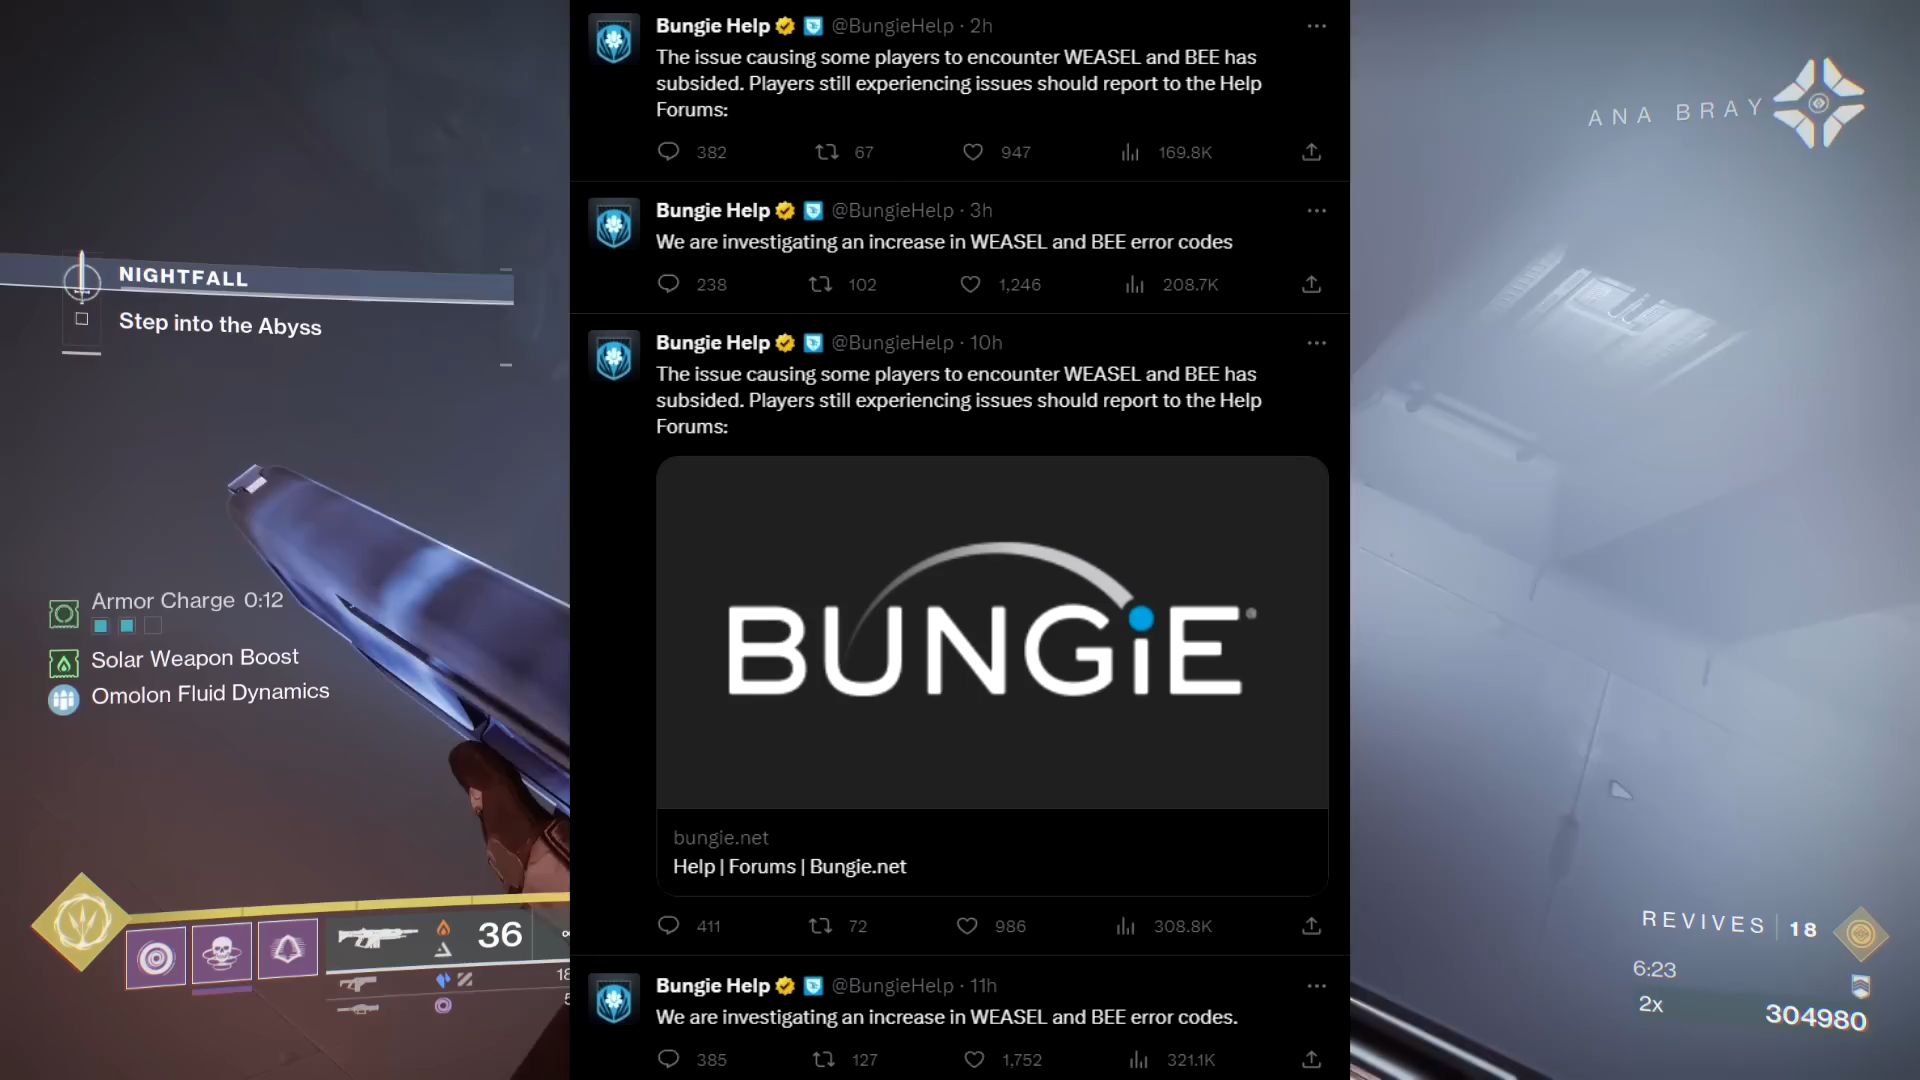 Bungie Help @BungieHelp · 2h
The issue causing some players to encounter WEASEL and BEE has
subsided. Players still experiencing issues should report to the Help
Forums:
382 67 947 169.8K
Bungie Help @BungieHelp · 3h
We are investigating an increase in WEASEL and BEE error codes
238 102 1,246 208.7K
Bungie Help @BungieHelp · 10h
The issue causing some players to encounter WEASEL and BEE has
subsided. Players still experiencing issues should report to the Help
Forums:
BUNGiE
bungie.net
Help | Forums | Bungie.net
411 72 986 308.8K
Bungie Help @BungieHelp · 11h
We are investigating an increase in WEASEL and BEE error codes.
385 127 1,752 321.1K
NIGHTFALL
Step into the Abyss
Armor Charge 0:12
Solar Weapon Boost
Omolon Fluid Dynamics
36
ANA BRAY
REVIVES 18
6:23
2x 304980